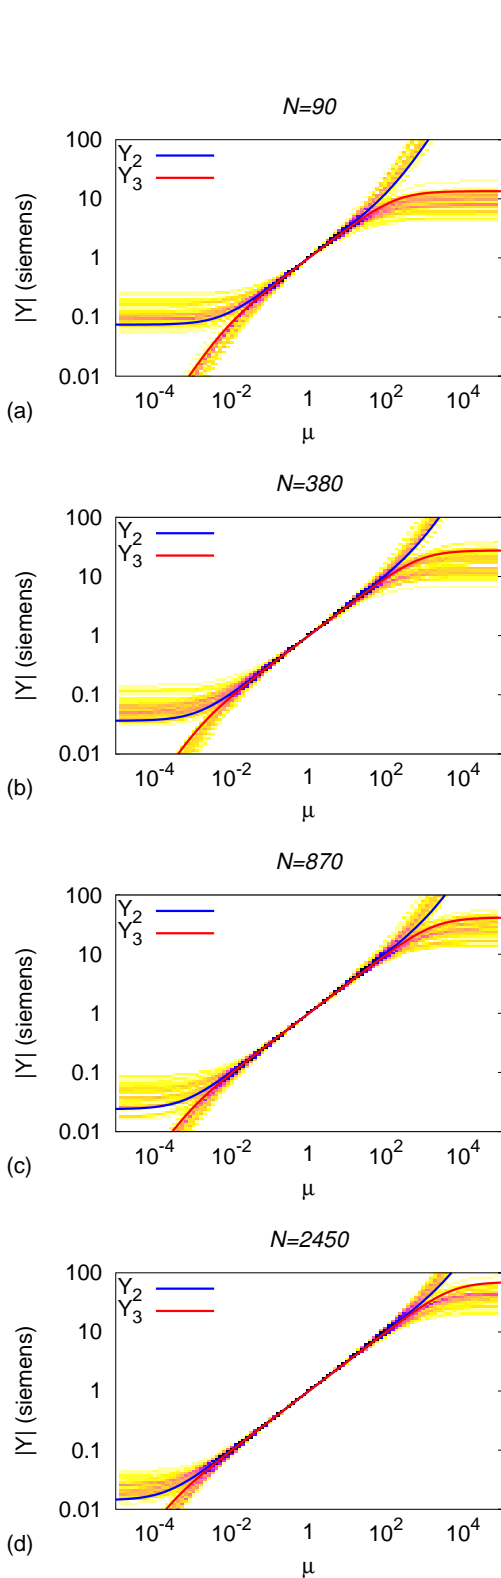 N=90
100
10
1
0.1
0.01
Y2
Y3
|Y| (siemens)
10-4 10-2 1 102 104
μ
(a)
N=380
100
10
1
0.1
0.01
Y2
Y3
|Y| (siemens)
10-4 10-2 1 102 104
μ
(b)
N=870
100
10
1
0.1
0.01
Y2
Y3
|Y| (siemens)
10-4 10-2 1 102 104
μ
(c)
N=2450
100
10
1
0.1
0.01
Y2
Y3
|Y| (siemens)
10-4 10-2 1 102 104
μ
(d)